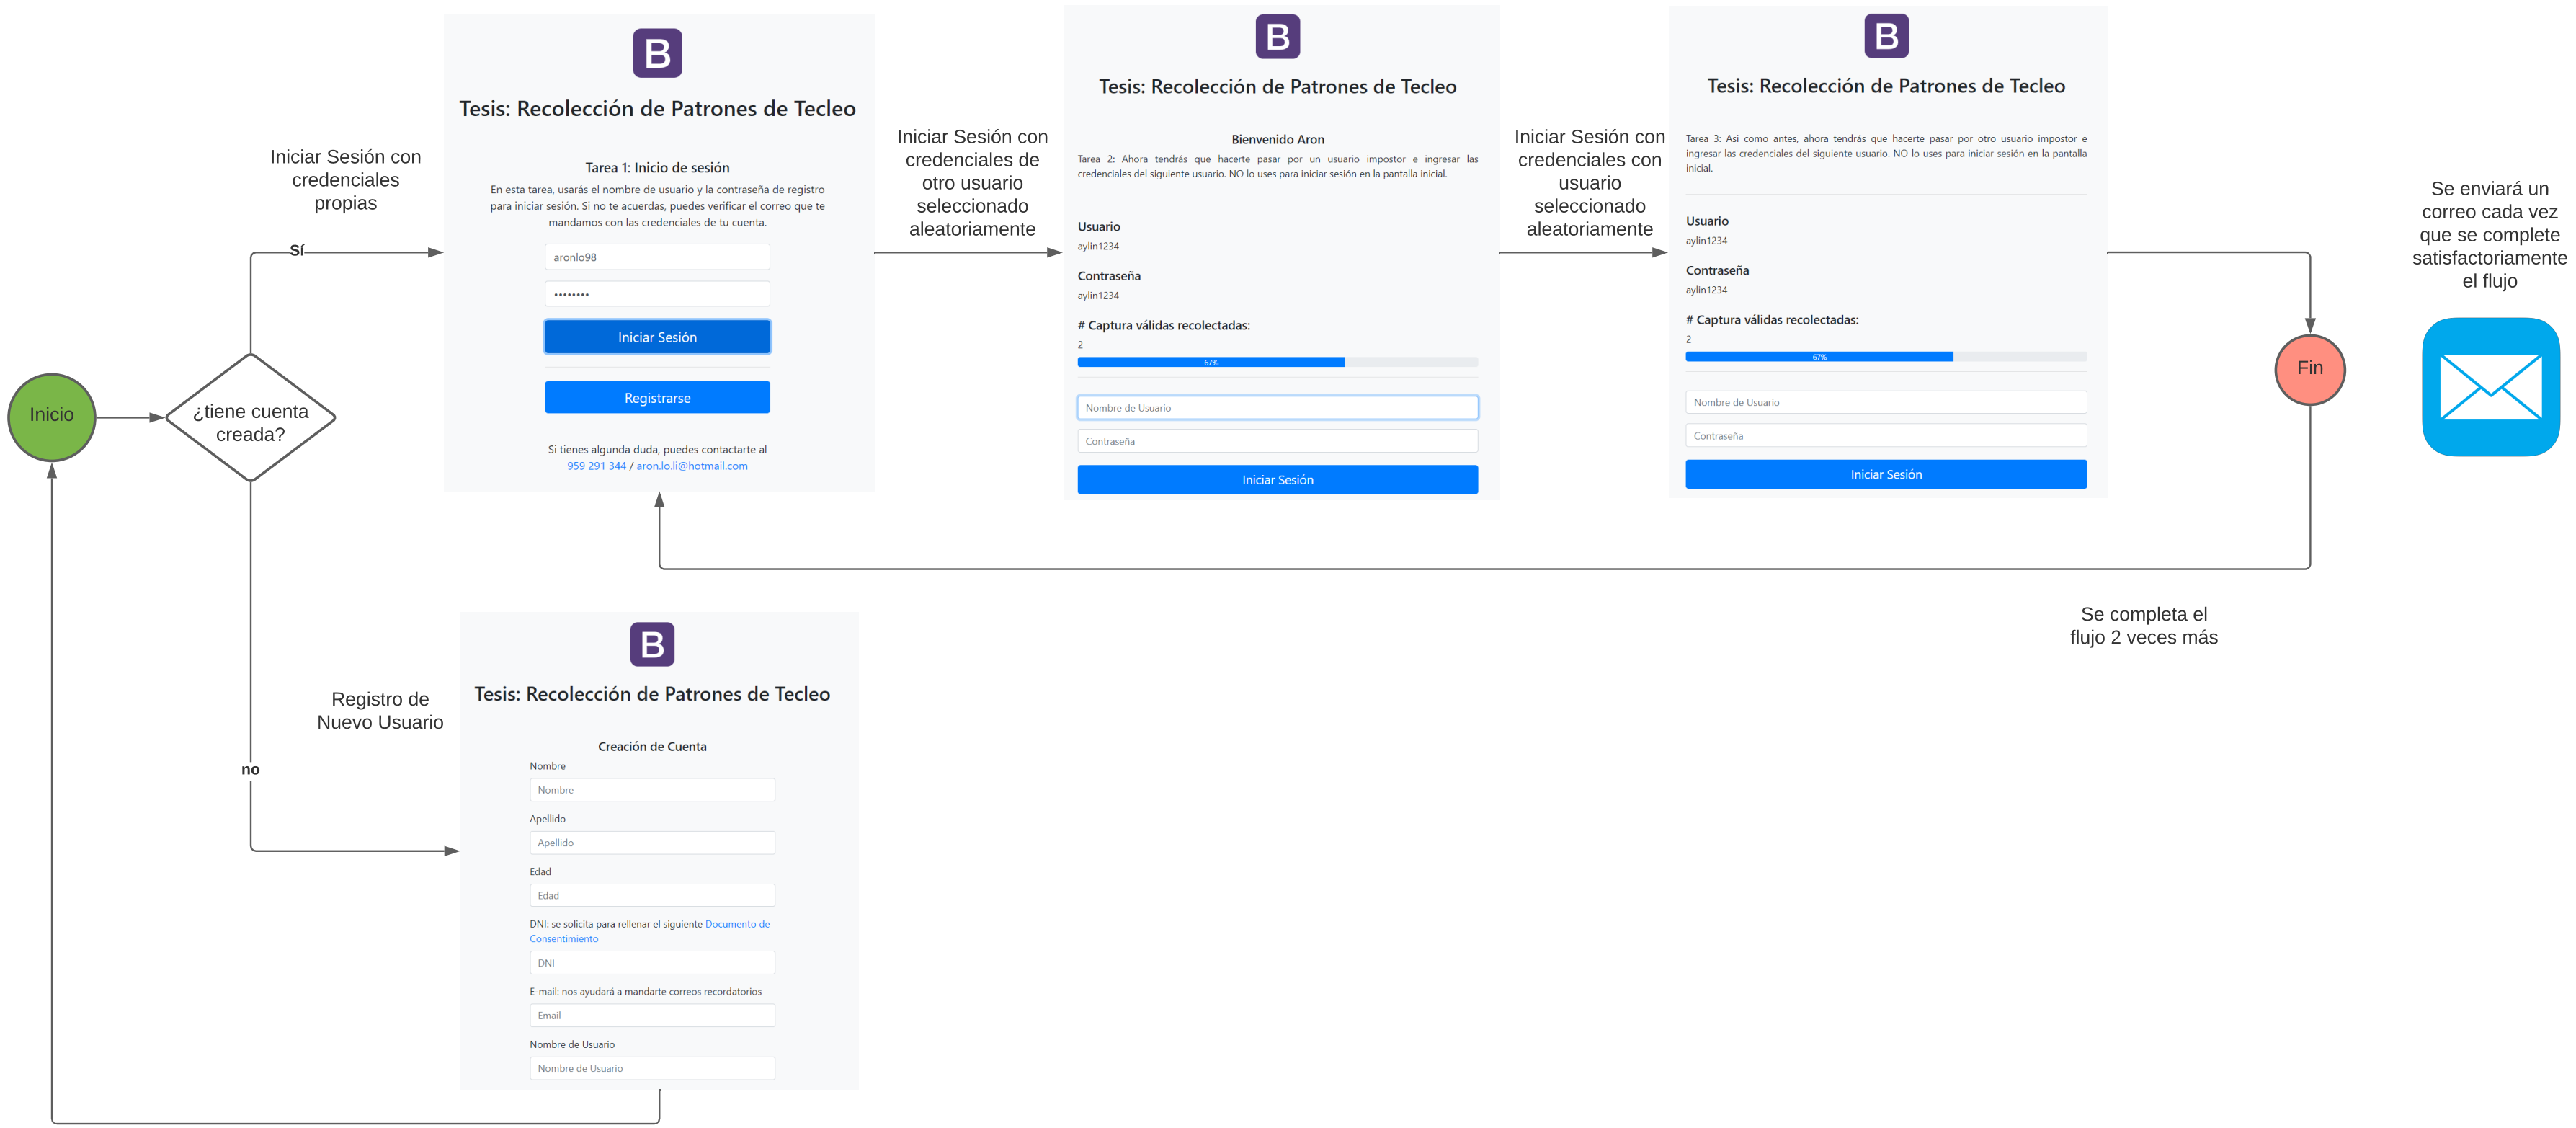 Inicio
¿tiene cuenta
creada?
Sí
no
Iniciar Sesión con
credenciales
propias
B
Tesis: Recolección de Patrones de Tecleo
Tarea 1: Inicio de sesión
En esta tarea, usarás el nombre de usuario y la contraseña de registro
para iniciar sesión. Si no te acuerdas, puedes verificar el correo que te
mandamos con las credenciales de tu cuenta.
aronlo98
••••••••
Iniciar Sesión
Registrarse
Si tienes algunda duda, puedes contactarte al
959 291 344 / aron.lo.li@hotmail.com
Iniciar Sesión con
credenciales de
otro usuario
seleccionado
aleatoriamente
B
Tesis: Recolección de Patrones de Tecleo
Bienvenido Aron
Tarea 2: Ahora tendrás que hacerte pasar por un usuario impostor e ingresar las
credenciales del siguiente usuario. NO lo uses para iniciar sesión en la pantalla inicial.
Usuario
aylin1234
Contraseña
aylin1234
# Captura válidas recolectadas:
2
67%
Nombre de Usuario
Contraseña
Iniciar Sesión
Iniciar Sesión con
credenciales con
usuario
seleccionado
aleatoriamente
B
Tesis: Recolección de Patrones de Tecleo
Tarea 3: Asi como antes, ahora tendrás que hacerte pasar por otro usuario impostor e
ingresar las credenciales del siguiente usuario. NO lo uses para iniciar sesión en la pantalla
inicial.
Usuario
aylin1234
Contraseña
aylin1234
# Captura válidas recolectadas:
2
67%
Nombre de Usuario
Contraseña
Iniciar Sesión
Fin
Se enviará un
correo cada vez
que se complete
satisfactoriamente
el flujo
Se completa el
flujo 2 veces más
Registro de
Nuevo Usuario
B
Tesis: Recolección de Patrones de Tecleo
Creación de Cuenta
Nombre
Nombre
Apellido
Apellido
Edad
Edad
DNI: se solicita para rellenar el siguiente Documento de
Consentimiento
DNI
E-mail: nos ayudará a mandarte correos recordatorios
Email
Nombre de Usuario
Nombre de Usuario